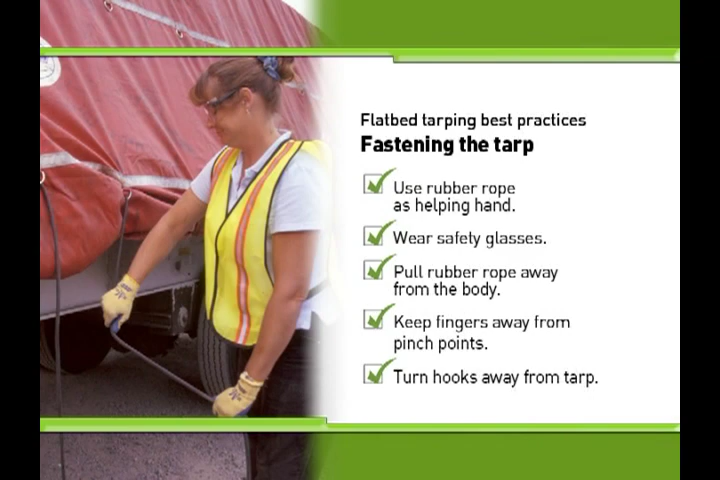 Flatbed tarping best practices
Fastening the tarp
Use rubber rope
as helping hand.
Wear safety glasses.
Pull rubber rope away
from the body.
Keep fingers away from
pinch points.
Turn hooks away from tarp.